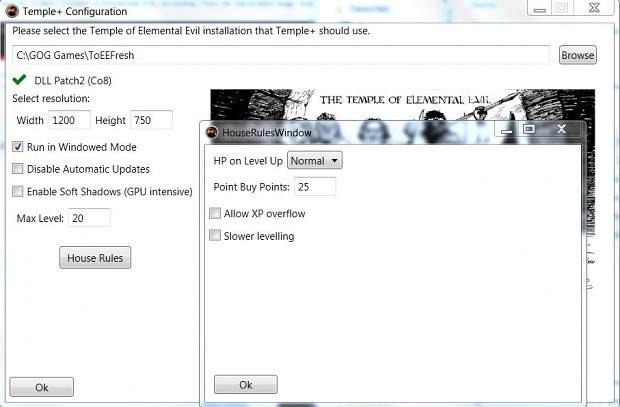 Temple+ Configuration
Please select the Temple of Elemental Evil installation that Temple+ should use.
C:\GOG Games\ToEEFresh
Browse
DLL Patch2 (Co8)
Select resolution:
Width 1200 Height 750
Run in Windowed Mode
Disable Automatic Updates
Enable Soft Shadows (GPU intensive)
Max Level: 20
House Rules
Ok
THE TEMPLE OF ELEMENTAL EVIL
HouseRulesWindow
HP on Level Up Normal
Point Buy Points: 25
Allow XP overflow
Slower levelling
Ok